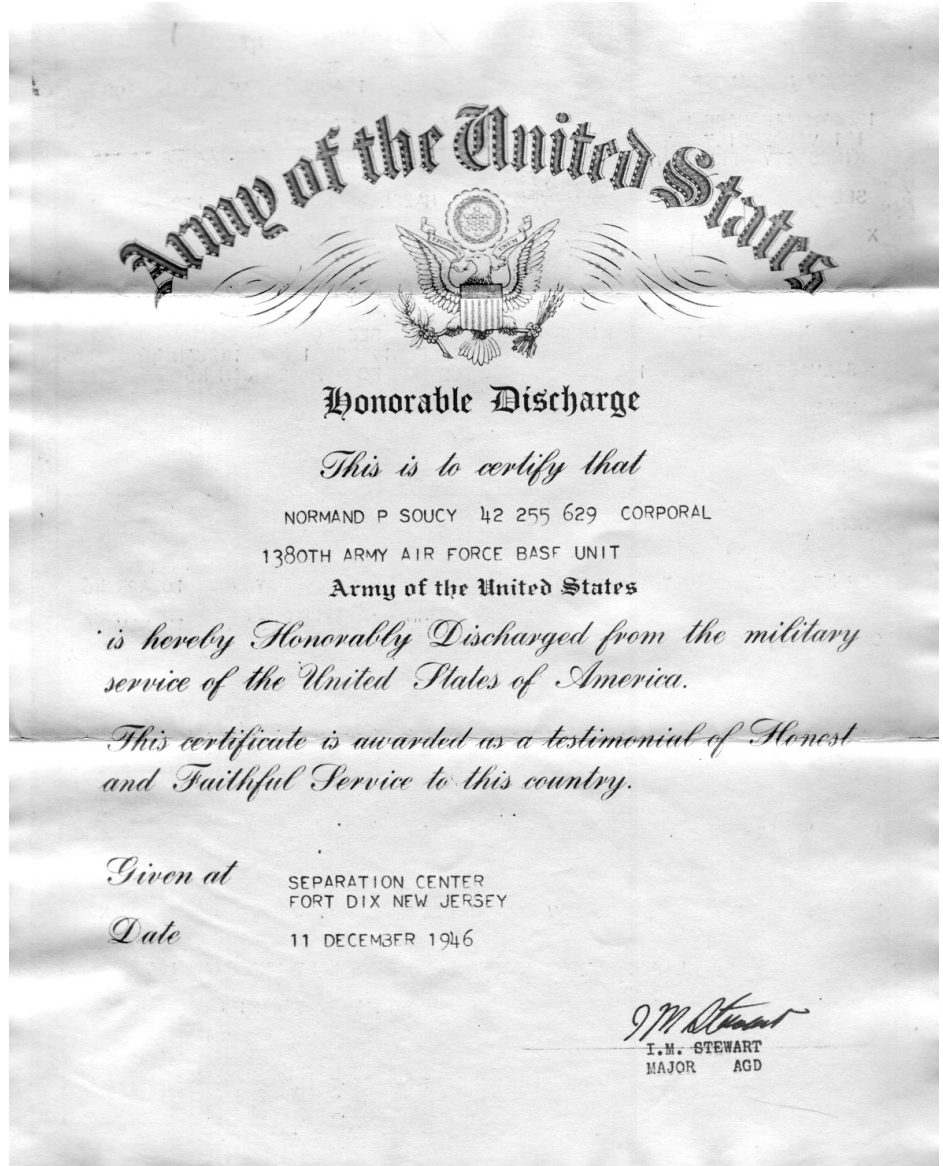 Army of the United States
Honorable Discharge
This is to certify that
NORMAND P SOUCY 42 255 629 CORPORAL
1380TH ARMY AIR FORCE BASE UNIT
Army of the United States
is hereby Honorably Discharged from the military
service of the United States of America.
This certificate is awarded as a testimonial of Honest
and Faithful Service to this country.
Given at SEPARATION CENTER
FORT DIX NEW JERSEY
Date 11 DECEMBER 1946
I M Stewart
I.M. STEWART
MAJOR AGD